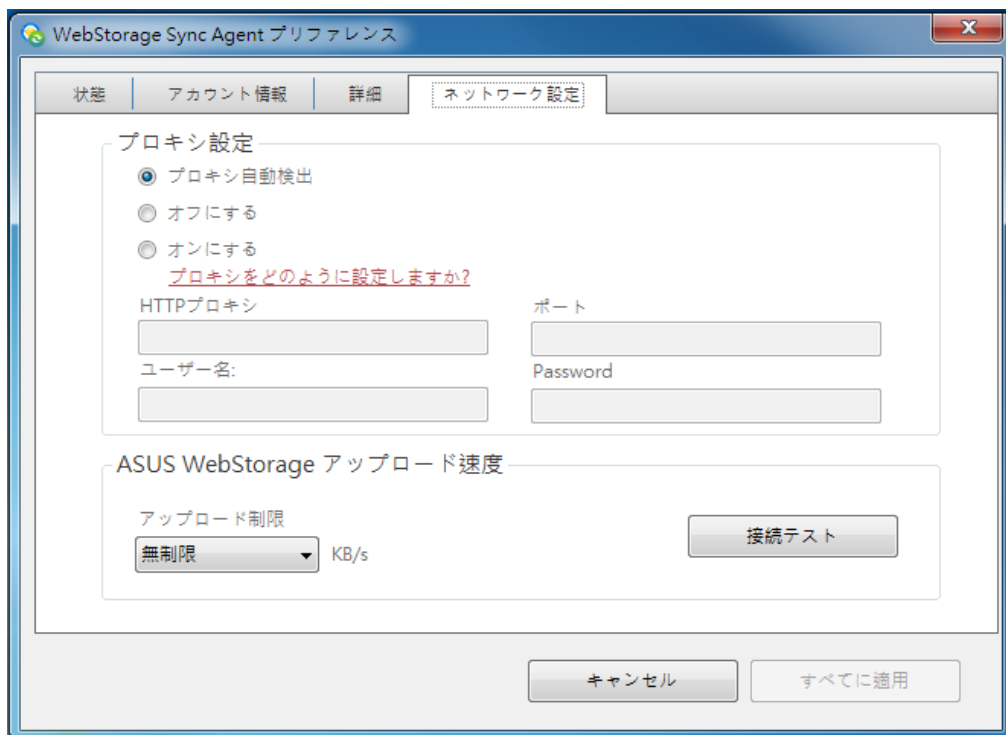 WebStorage Sync Agent プリファレンス
状態 アカウント情報 詳細 ネットワーク設定
プロキシ設定
プロキシ自動検出
オフにする
オンにする
プロキシをどのように設定しますか?
HTTPプロキシ ポート
ユーザー名: Password
ASUS WebStorage アップロード速度
アップロード制限
無制限 KB/s 接続テスト
キャンセル すべてに適用